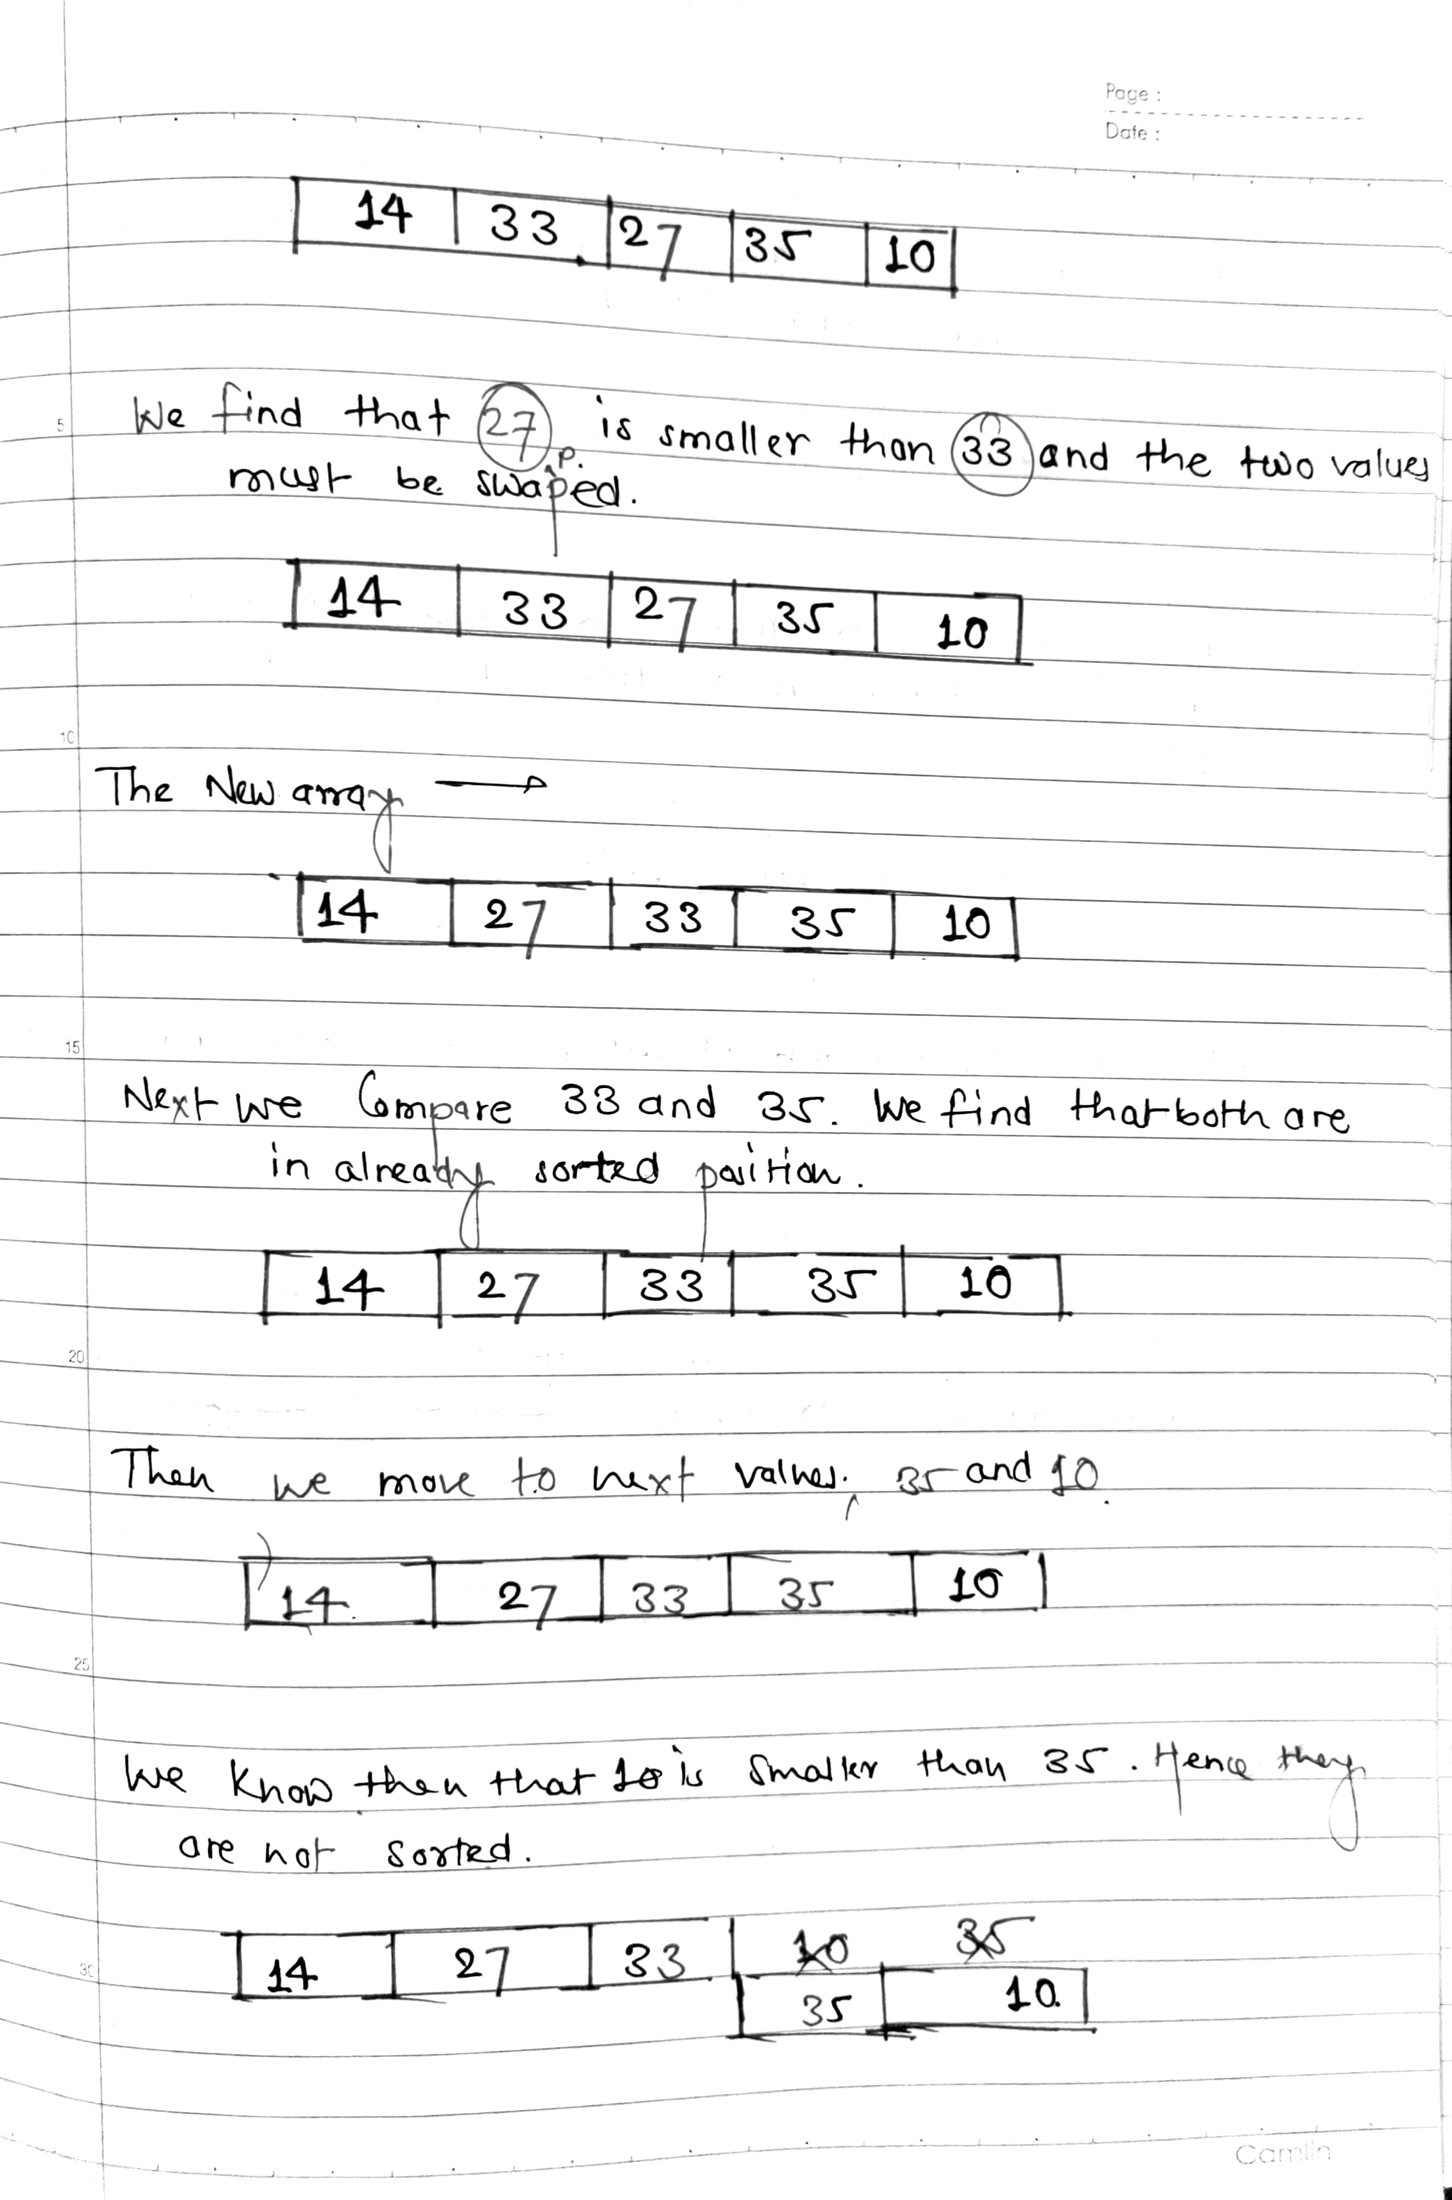 Page :
Date :
14 33 27 35 10
5
We find that 27 is smaller than 33 and the two values
must be swapped.
14 33 27 35 10
10
The New array →
14 27 33 35 10
15
Next we Compare 33 and 35. We find that both are
in already sorted position.
14 27 33 35 10
20
Then we move to next values, 35 and 10.
14 27 33 35 10
25
We know then that 10 is smaller than 35. Hence they
are not sorted.
10 35
30
14 27 33 35 10
Camlin